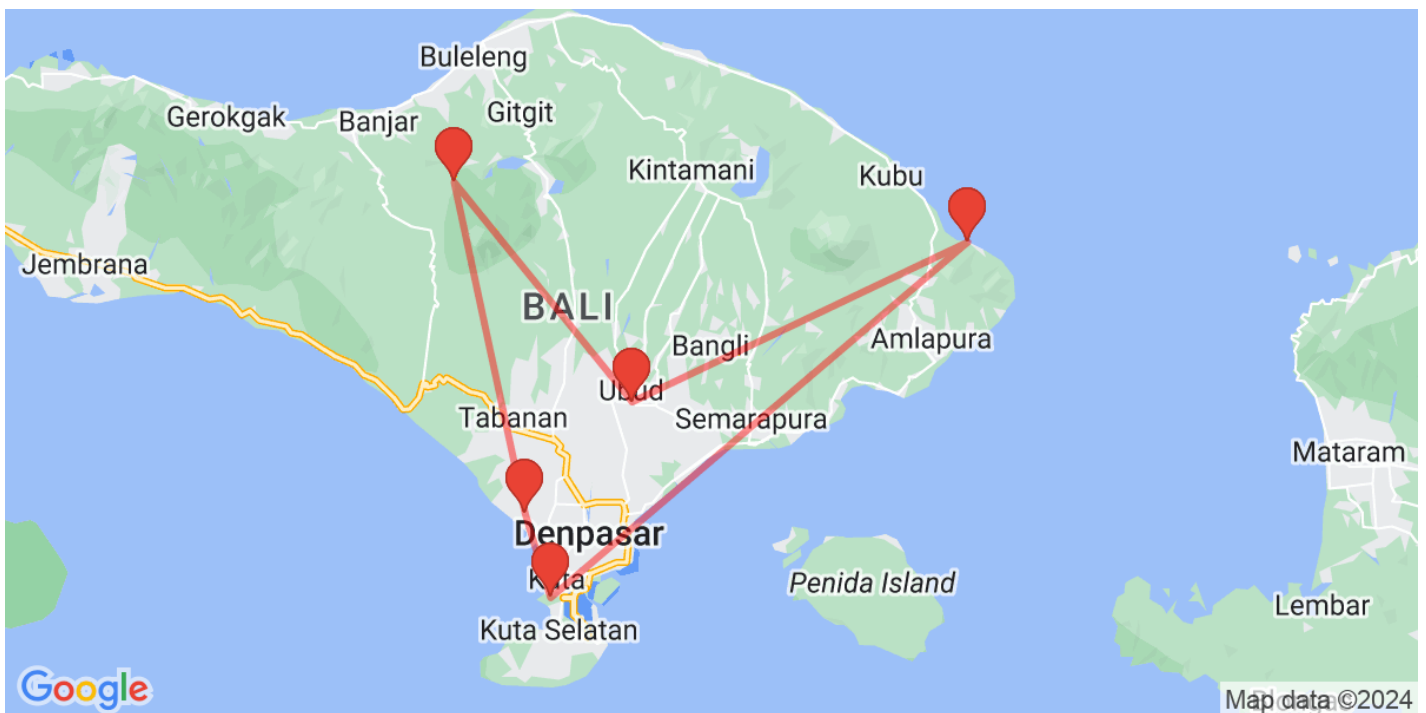 Buleleng
Gerokgak
Banjar
Gitgit
Kintamani
Kubu
Jembrana
BALI
Bangli
Amlapura
Ubud
Tabanan
Semarapura
Mataram
Denpasar
Kuta
Penida Island
Kuta Selatan
Lembar
Google
Map data ©2024